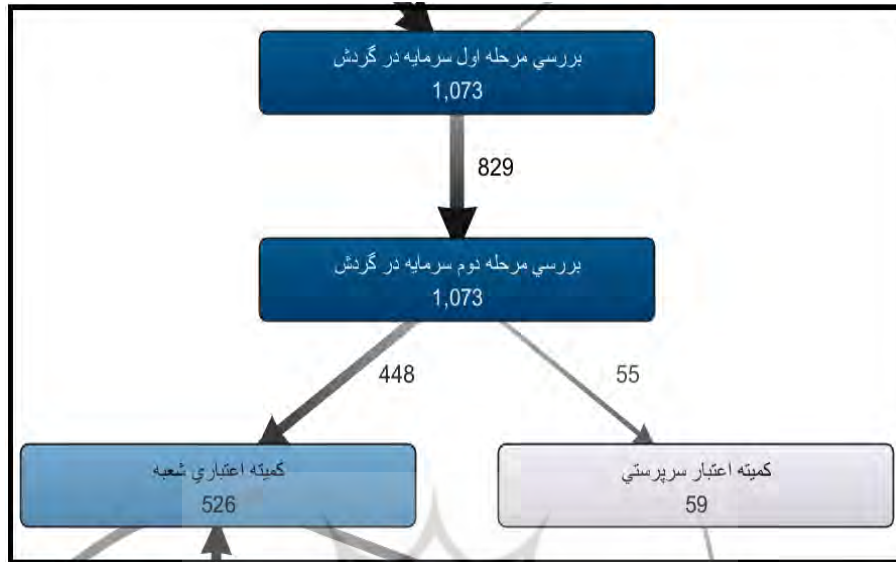 بررسي مرحله اول سرمايه در گردش
1,073
829
بررسي مرحله دوم سرمايه در گردش
1,073
448
55
كميته اعتباري شعبه
526
كميته اعتبار سرپرستي
59